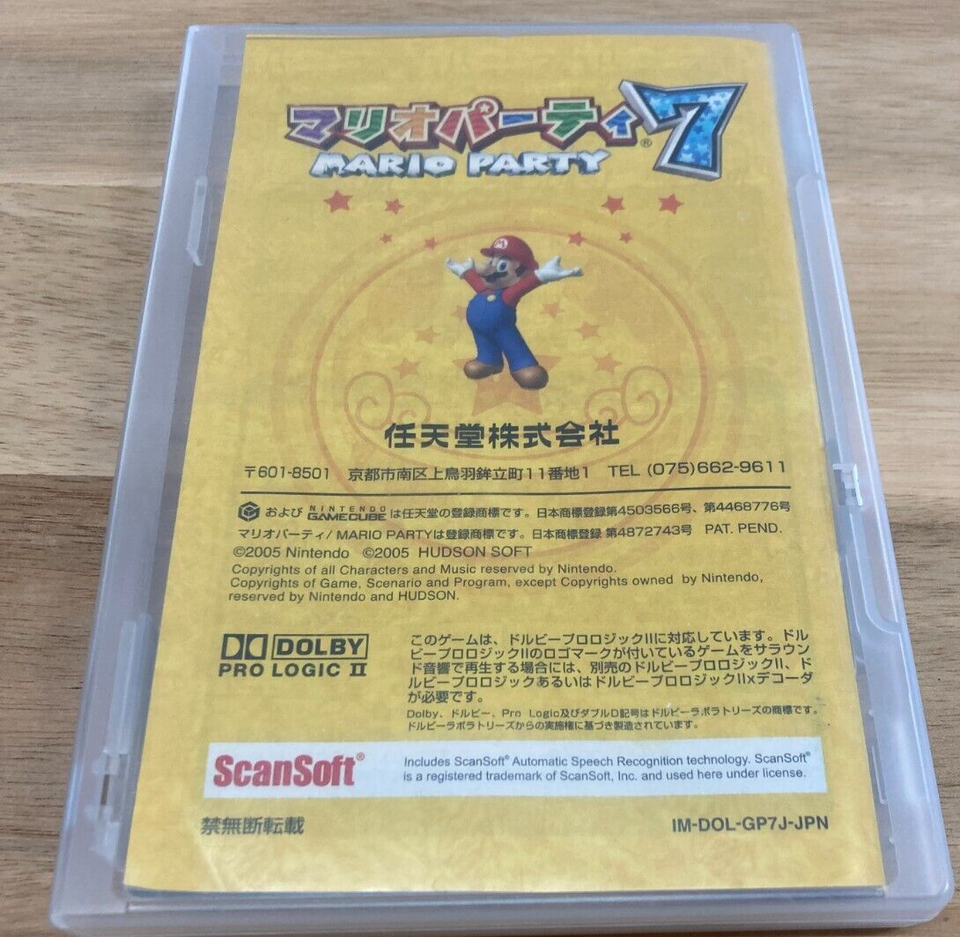 マリオパーティ® 7
MARIO PARTY
任天堂株式会社
〒601-8501 京都市南区上鳥羽鉾立町11番地1 TEL (075)662-9611
および NINTENDO GAMECUBE は任天堂の登録商標です。日本商標登録第4503566号、第4468776号
マリオパーティ/ MARIO PARTYは登録商標です。日本商標登録 第4872743号 PAT. PEND.
©2005 Nintendo ©2005 HUDSON SOFT
Copyrights of all Characters and Music reserved by Nintendo.
Copyrights of Game, Scenario and Program, except Copyrights owned by Nintendo,
reserved by Nintendo and HUDSON.
DOLBY
PRO LOGIC II
このゲームは、ドルビープロロジックIIに対応しています。ドル
ビープロロジックIIのロゴマークが付いているゲームをサラウン
ド音響で再生する場合には、別売のドルビープロロジックII、ド
ルビープロロジックあるいはドルビープロロジックIIxデコーダ
が必要です。
Dolby、ドルビー、Pro Logic及びダブルD記号はドルビーラボラトリーズの商標です。
ドルビーラボラトリーズからの実施権に基づき製造されています。
ScanSoft®
Includes ScanSoft® Automatic Speech Recognition technology. ScanSoft®
is a registered trademark of ScanSoft, Inc. and used here under license.
禁無断転載
IM-DOL-GP7J-JPN